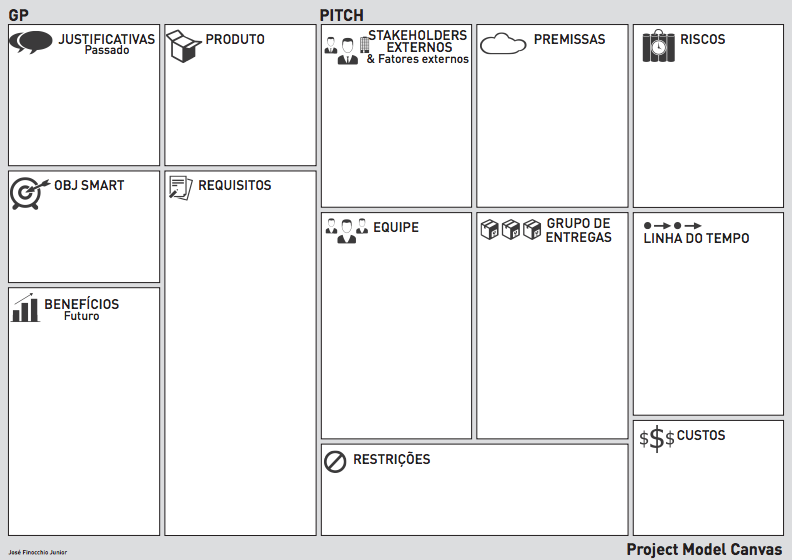 GP
PITCH
JUSTIFICATIVAS
Passado
PRODUTO
STAKEHOLDERS
EXTERNOS
& Fatores externos
PREMISSAS
RISCOS
OBJ SMART
REQUISITOS
EQUIPE
GRUPO DE
ENTREGAS
LINHA DO TEMPO
BENEFÍCIOS
Futuro
RESTRIÇÕES
$$$ CUSTOS
José Finocchio Junior
Project Model Canvas